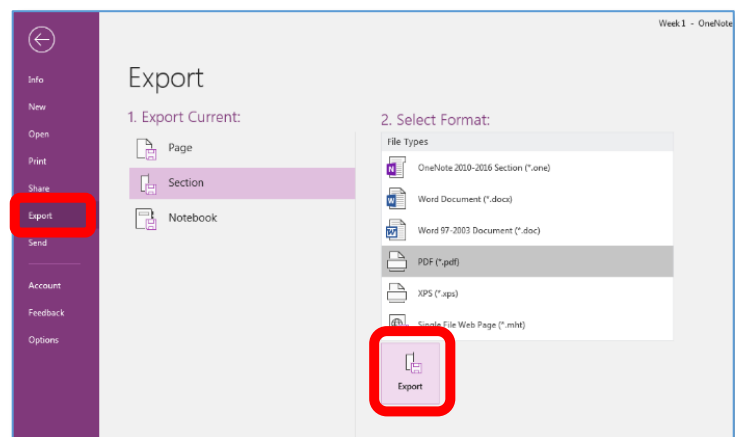 Week 1 - OneNote
Info
New
Open
Print
Share
Export
Send
Account
Feedback
Options
Export
1. Export Current:
Page
Section
Notebook
2. Select Format:
File Types
OneNote 2010-2016 Section (*.one)
Word Document (*.docx)
Word 97-2003 Document (*.doc)
PDF (*.pdf)
XPS (*.xps)
Single File Web Page (*.mht)
Export